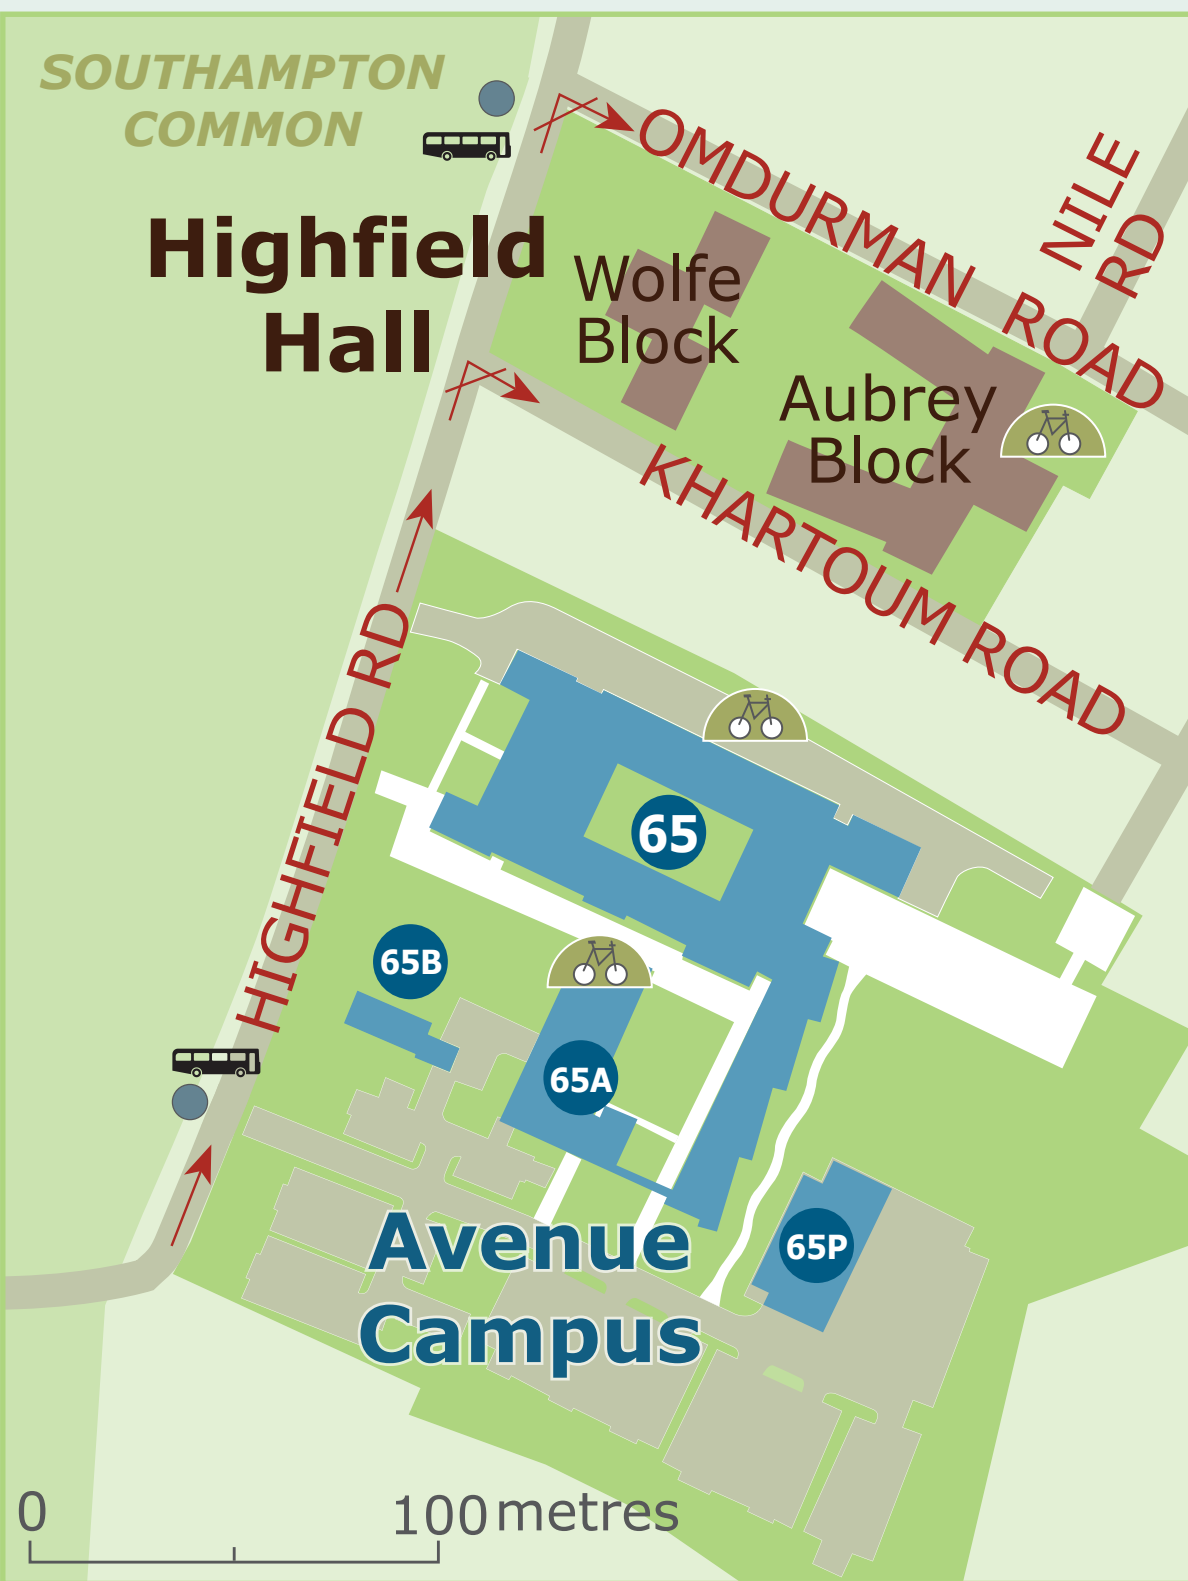 SOUTHAMPTON
COMMON
Highfield
Hall
OMDURMAN ROAD
NILE
RD
Wolfe
Block
Aubrey
Block
KHARTOUM ROAD
HIGHFIELD RD
65
65B
65A
65P
Avenue
Campus
0
100 metres